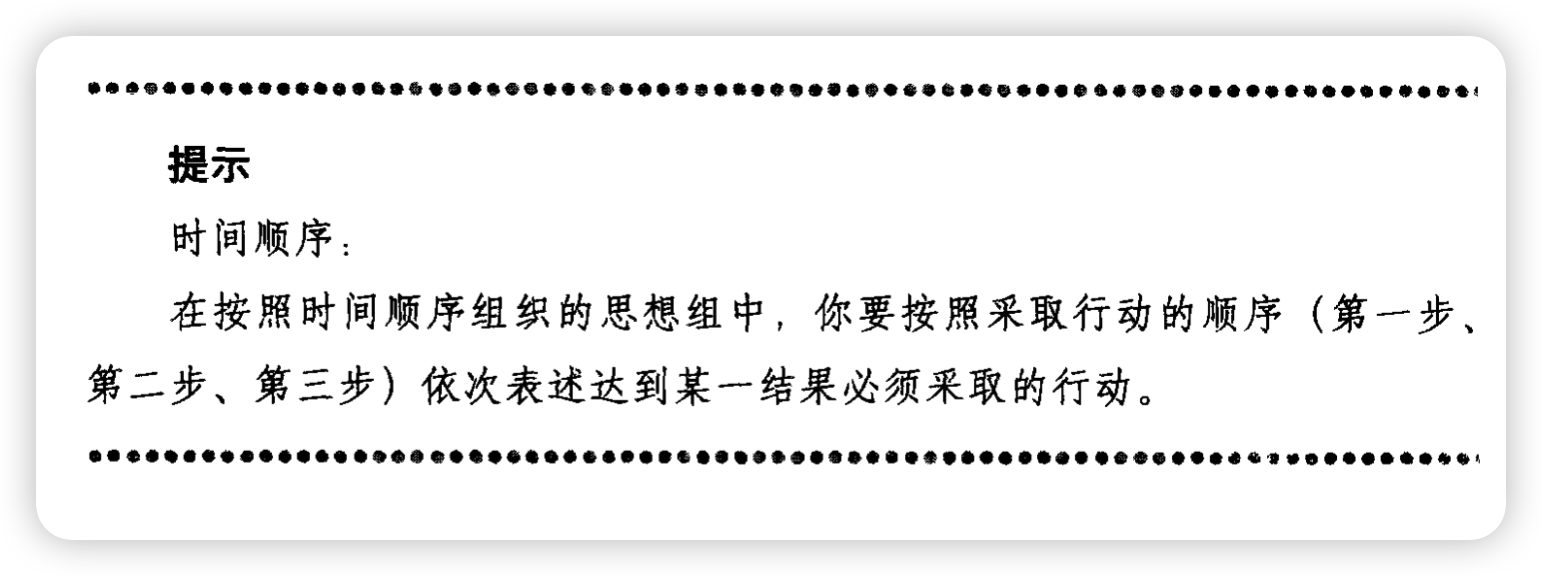 提示
时间顺序：
在按照时间顺序组织的思想组中，你要按照采取行动的顺序（第一步、
第二步、第三步）依次表述达到某一结果必须采取的行动。